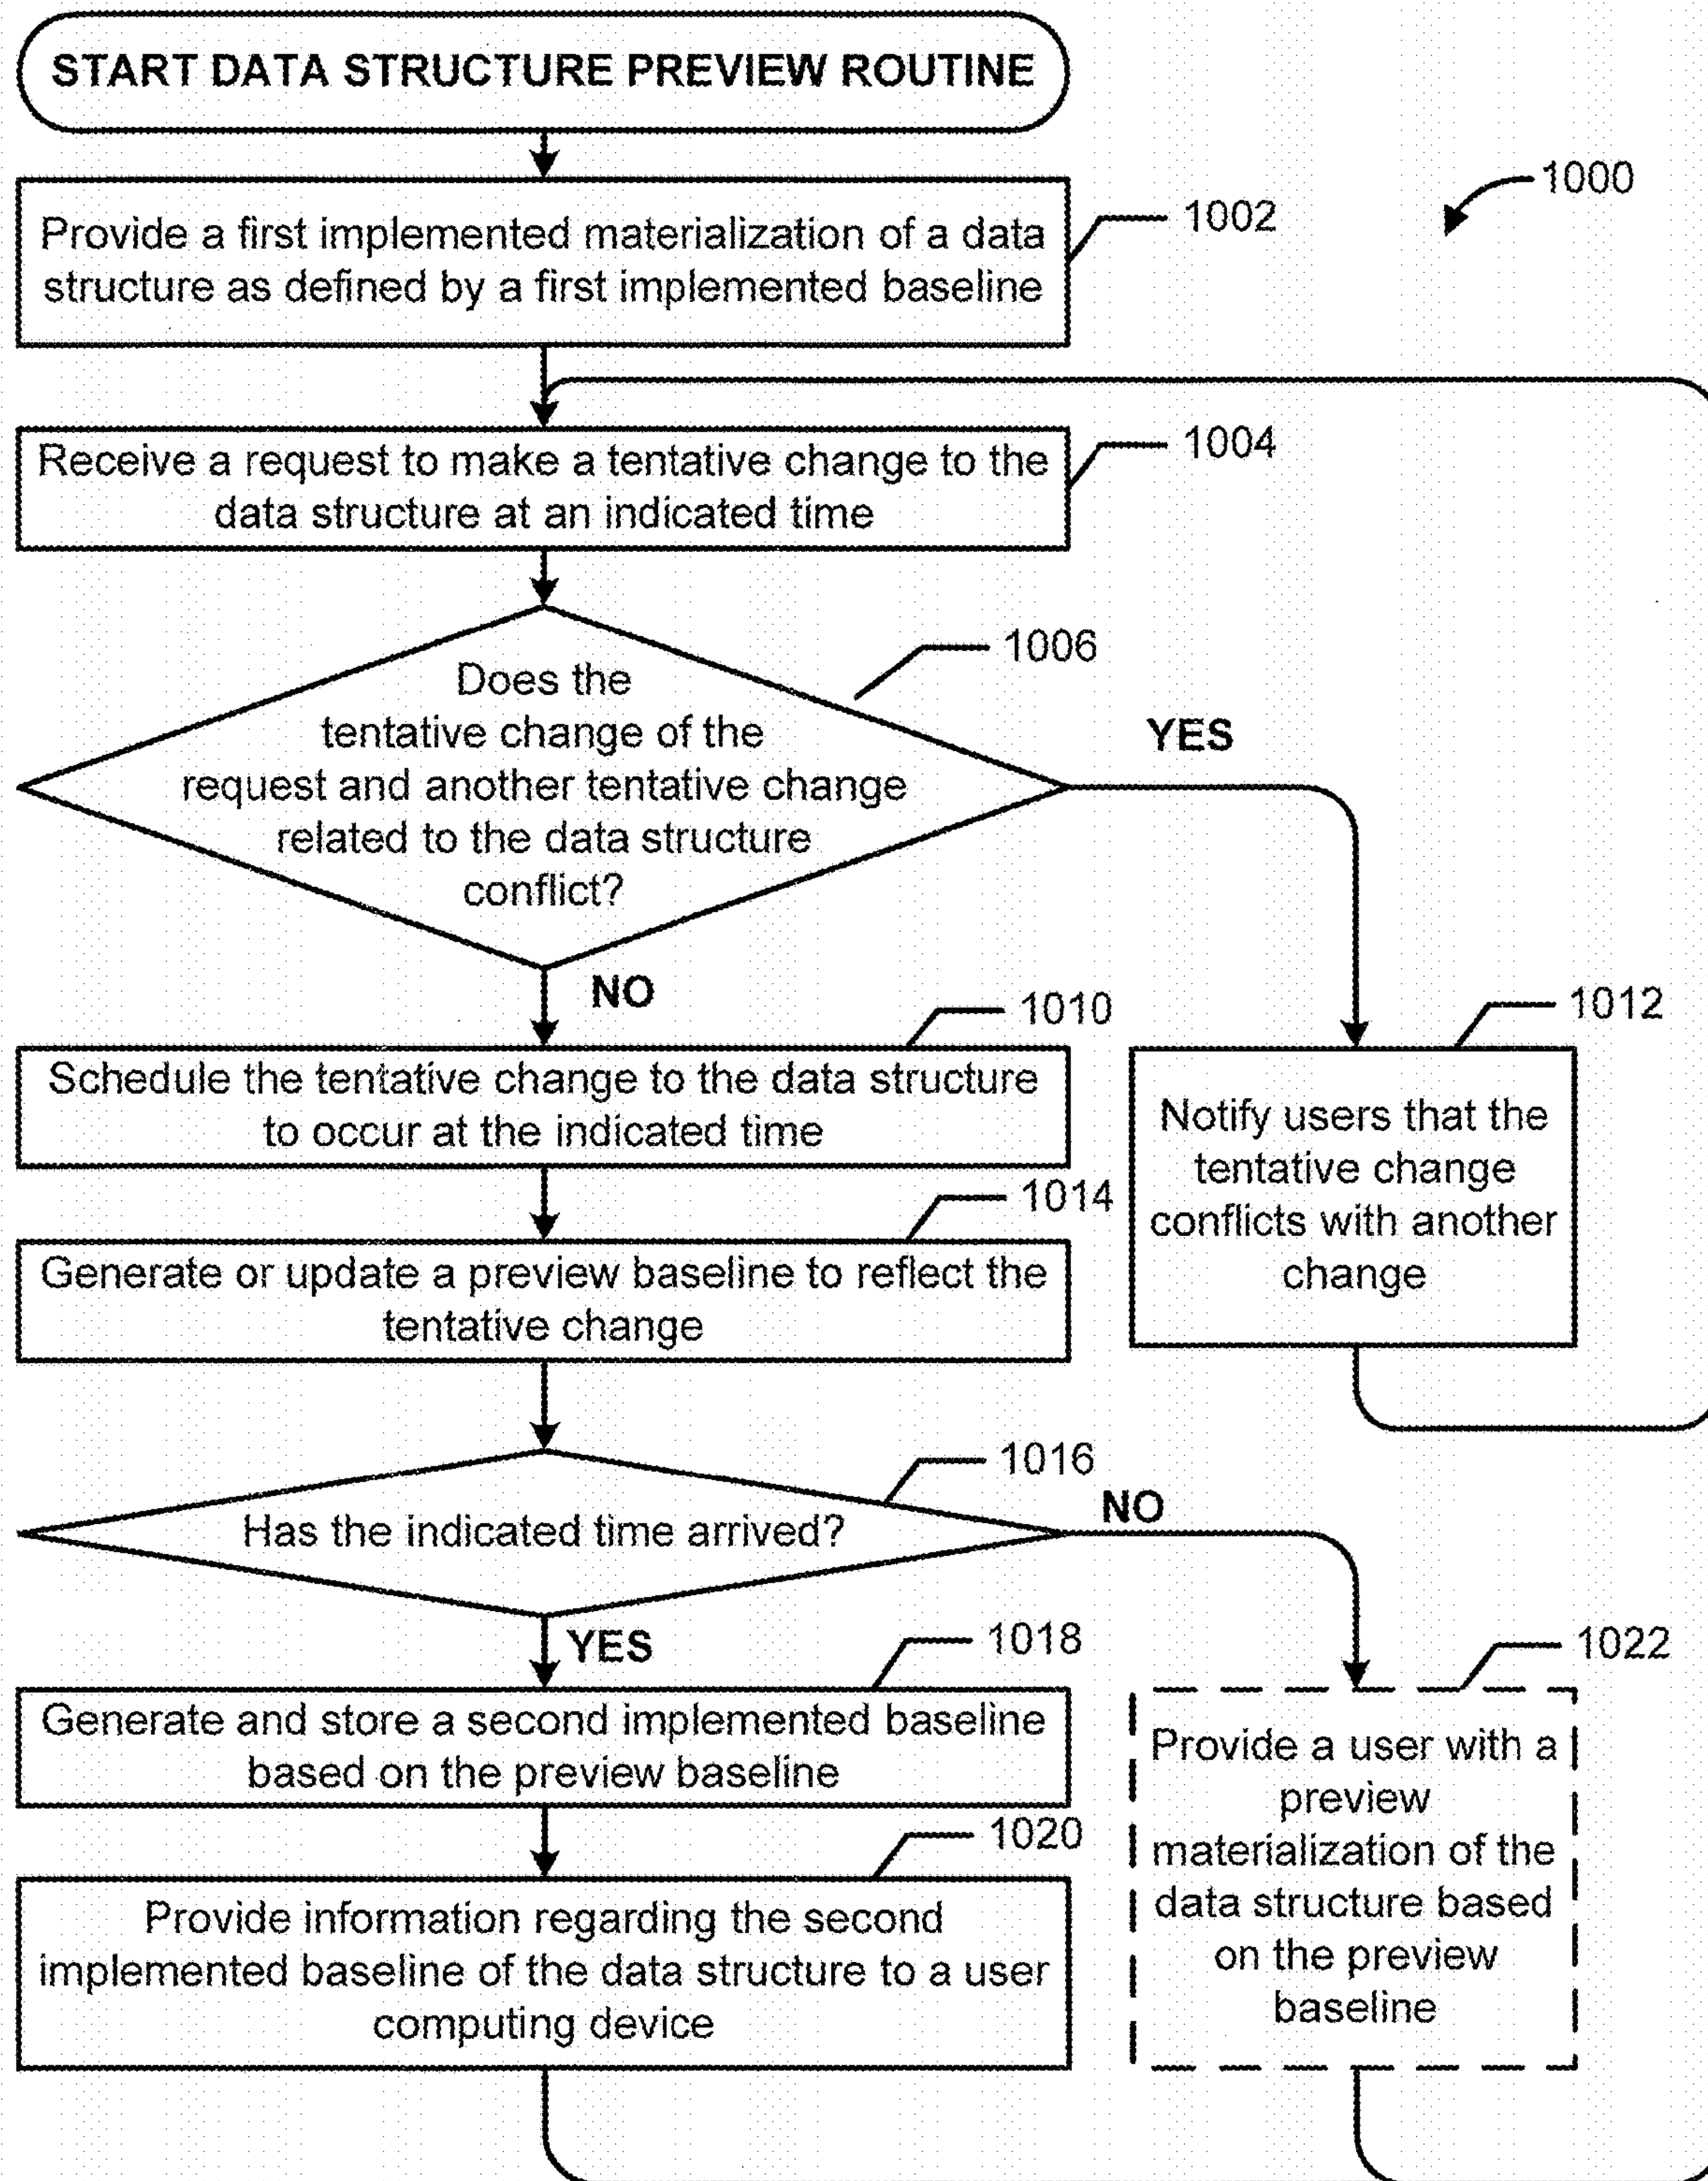 START DATA STRUCTURE PREVIEW ROUTINE
1000
Provide a first implemented materialization of a data
structure as defined by a first implemented baseline
1002
Receive a request to make a tentative change to the
data structure at an indicated time
1004
Does the
tentative change of the
request and another tentative change
related to the data structure
conflict?
1006
YES
NO
Schedule the tentative change to the data structure
to occur at the indicated time
1010
Notify users that the
tentative change
conflicts with another
change
1012
Generate or update a preview baseline to reflect the
tentative change
1014
Has the indicated time arrived?
1016
NO
YES
Generate and store a second implemented baseline
based on the preview baseline
1018
Provide a user with a
preview
materialization of the
data structure based
on the preview
baseline
1022
Provide information regarding the second
implemented baseline of the data structure to a user
computing device
1020